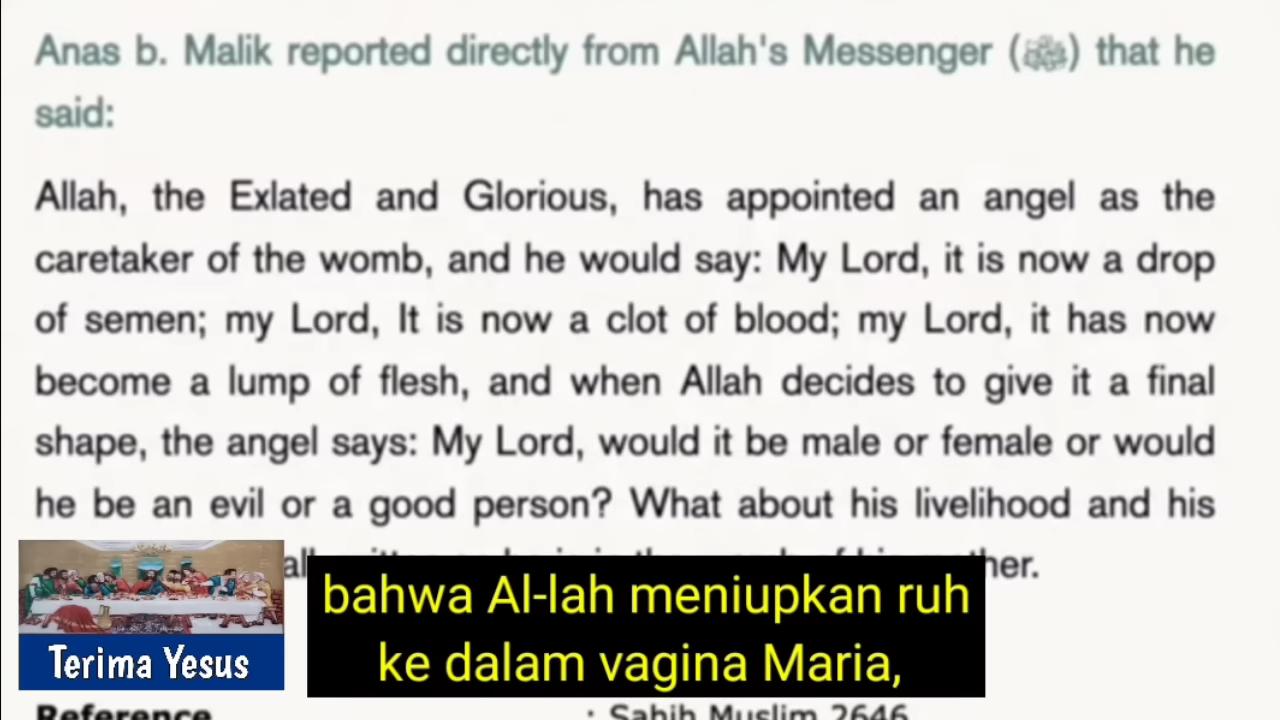 Anas b. Malik reported directly from Allah's Messenger (ﷺ) that he
said:
Allah, the Exlated and Glorious, has appointed an angel as the
caretaker of the womb, and he would say: My Lord, it is now a drop
of semen; my Lord, It is now a clot of blood; my Lord, it has now
become a lump of flesh, and when Allah decides to give it a final
shape, the angel says: My Lord, would it be male or female or would
he be an evil or a good person? What about his livelihood and his
bahwa Al-lah meniupkan ruh
ke dalam vagina Maria,
Terima Yesus
Reference : Sahih Muslim 2646